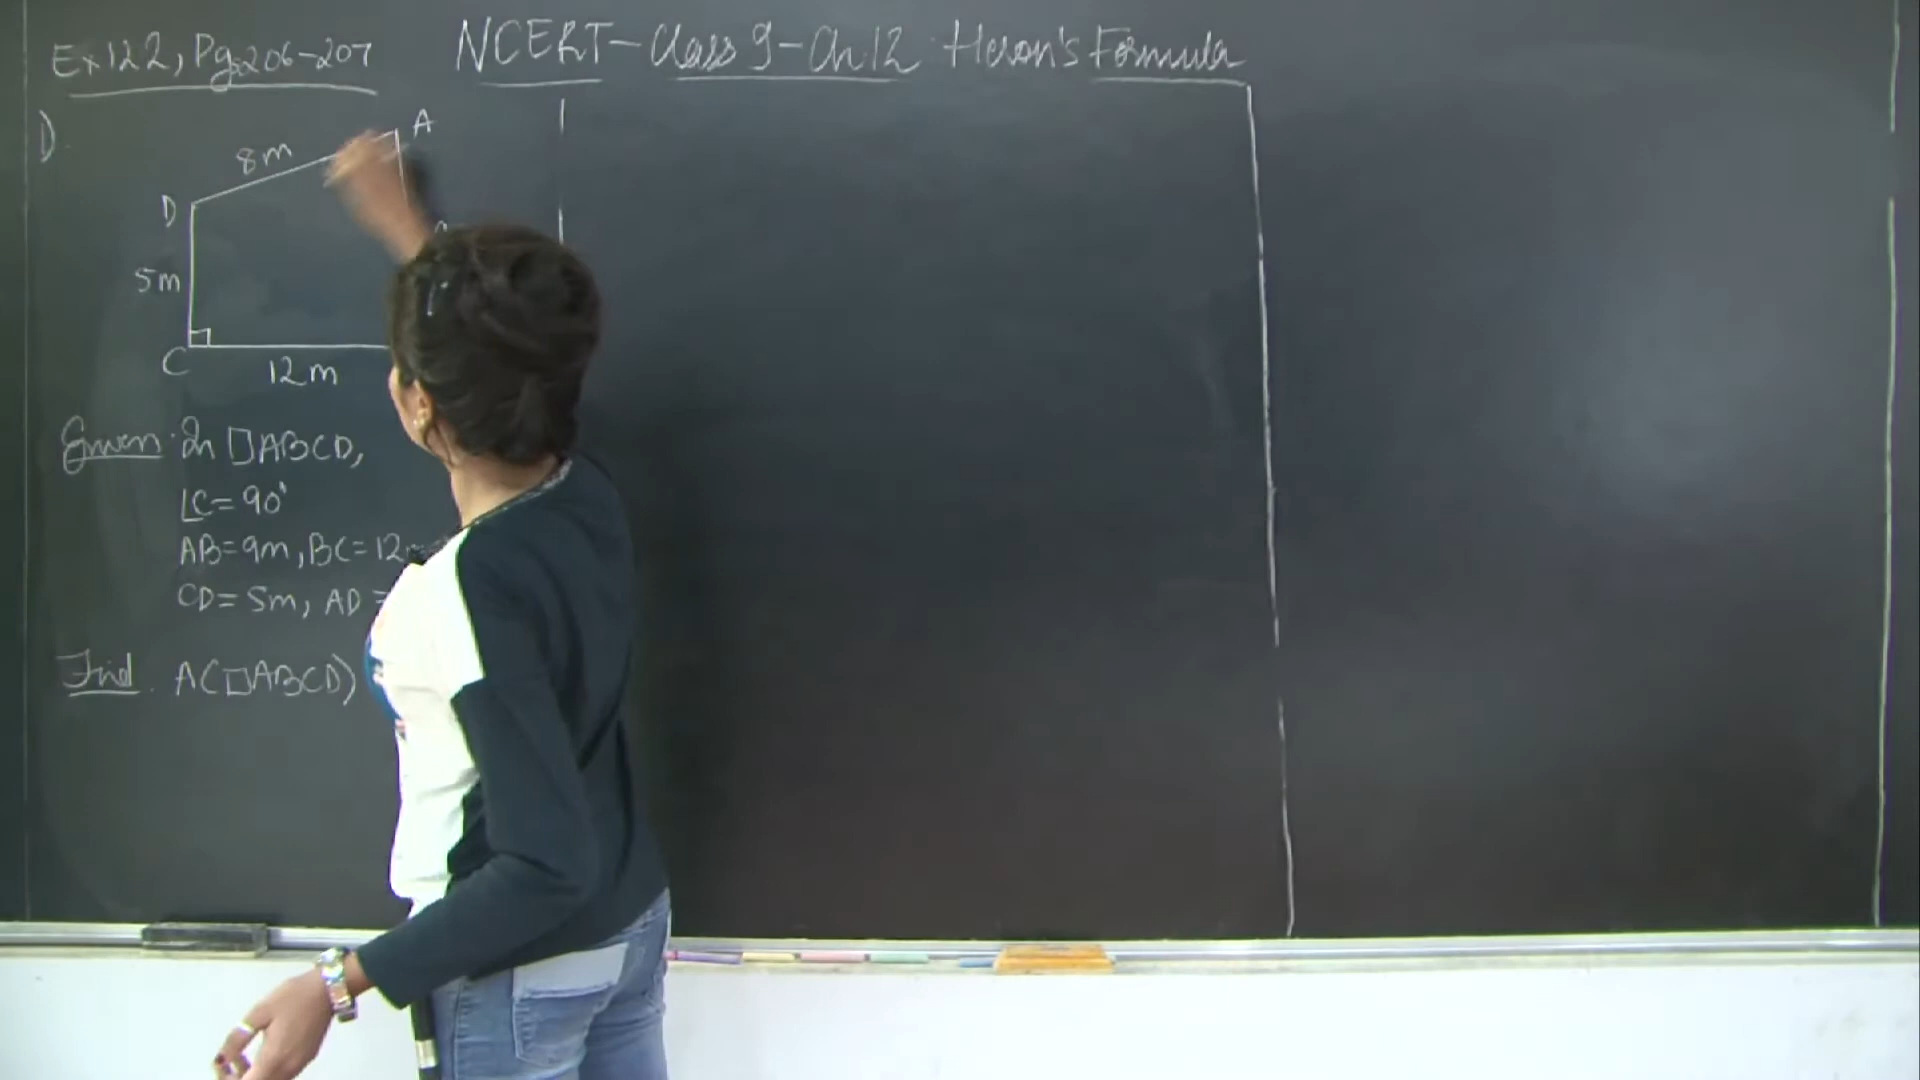 Ex 12.2, Pg. 206-207
NCERT - Class 9 - Ch 12 Heron's Formula
1).
A
8m
D
5m
C
12m
Given: In □ABCD,
∠C = 90°
AB = 9m, BC = 12
CD = 5m, AD =
Find. A(□ABCD)